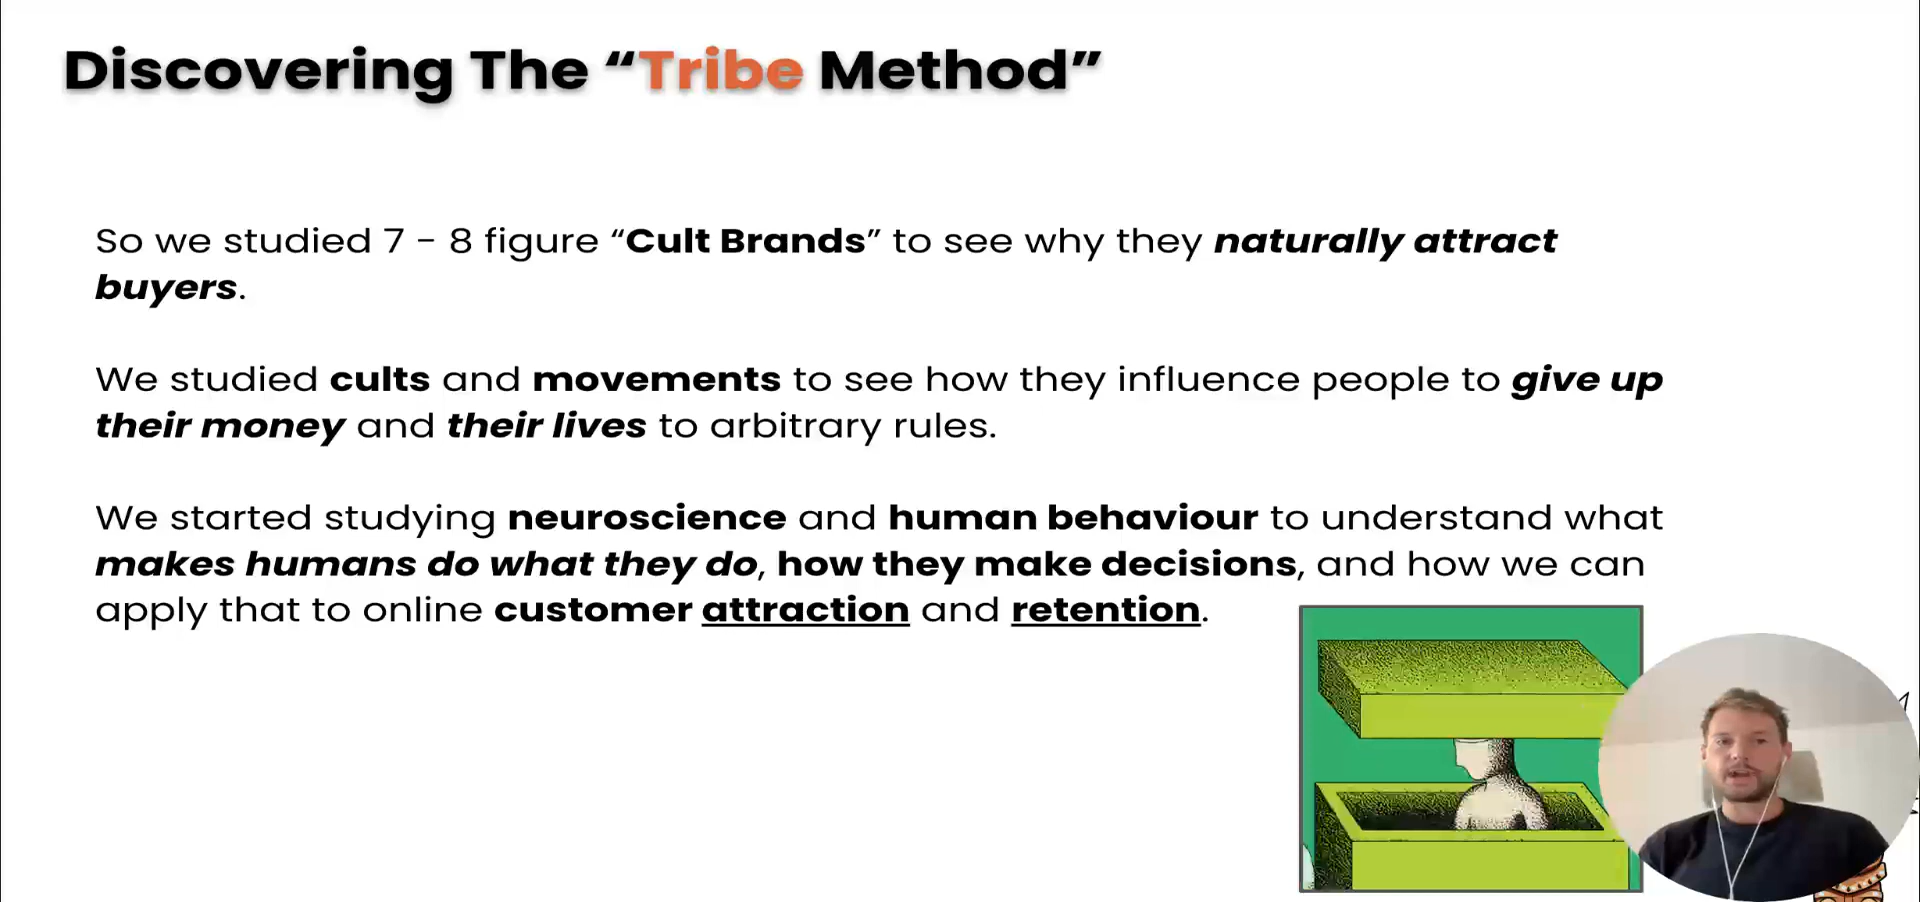 Discovering The “Tribe Method”
So we studied 7 - 8 figure “Cult Brands” to see why they naturally attract
buyers.
We studied cults and movements to see how they influence people to give up
their money and their lives to arbitrary rules.
We started studying neuroscience and human behaviour to understand what
makes humans do what they do, how they make decisions, and how we can
apply that to online customer attraction and retention.